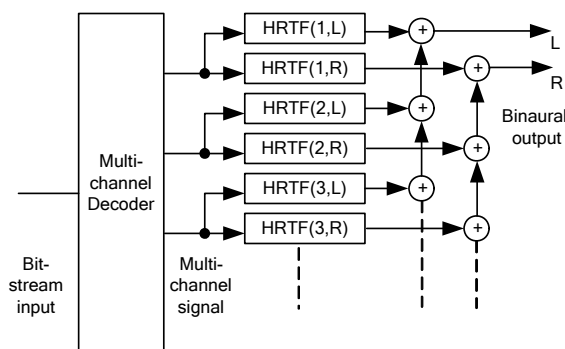 HRTF(1,L)
L
HRTF(1,R)
R
HRTF(2,L)
Binaural
output
HRTF(2,R)
Multi-
channel
Decoder
HRTF(3,L)
HRTF(3,R)
Bit-
stream
input
Multi-
channel
signal
+
+
+
+
+
+